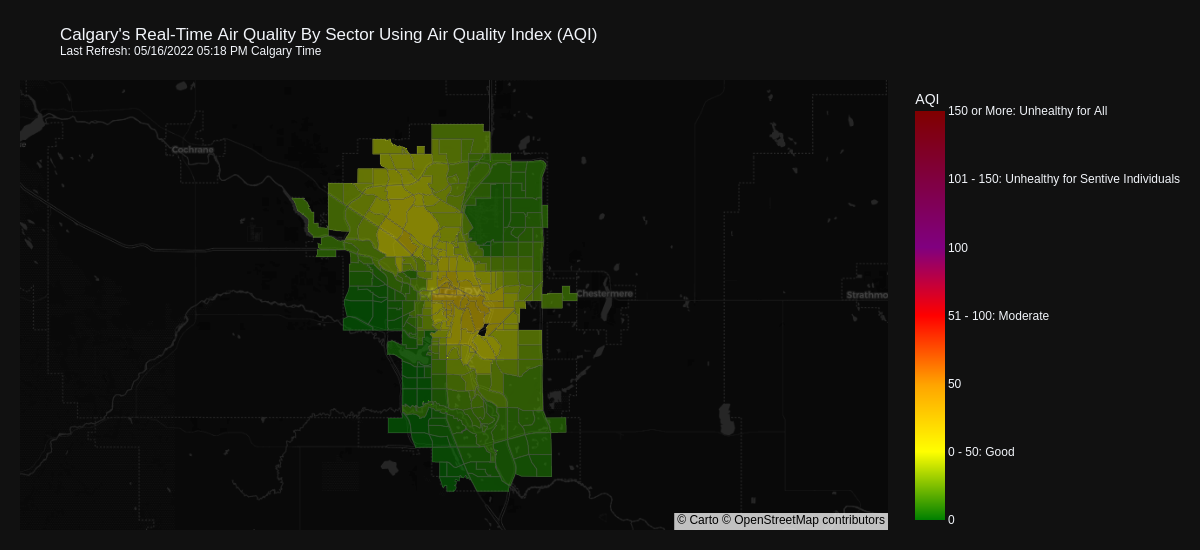 Calgary's Real-Time Air Quality By Sector Using Air Quality Index (AQI)
Last Refresh: 05/16/2022 05:18 PM Calgary Time
AQI
150 or More: Unhealthy for All
Cochrane
101 - 150: Unhealthy for Sentive Individuals
100
Chestermere
Strathmo
51 - 100: Moderate
50
0 - 50: Good
0
© Carto © OpenStreetMap contributors